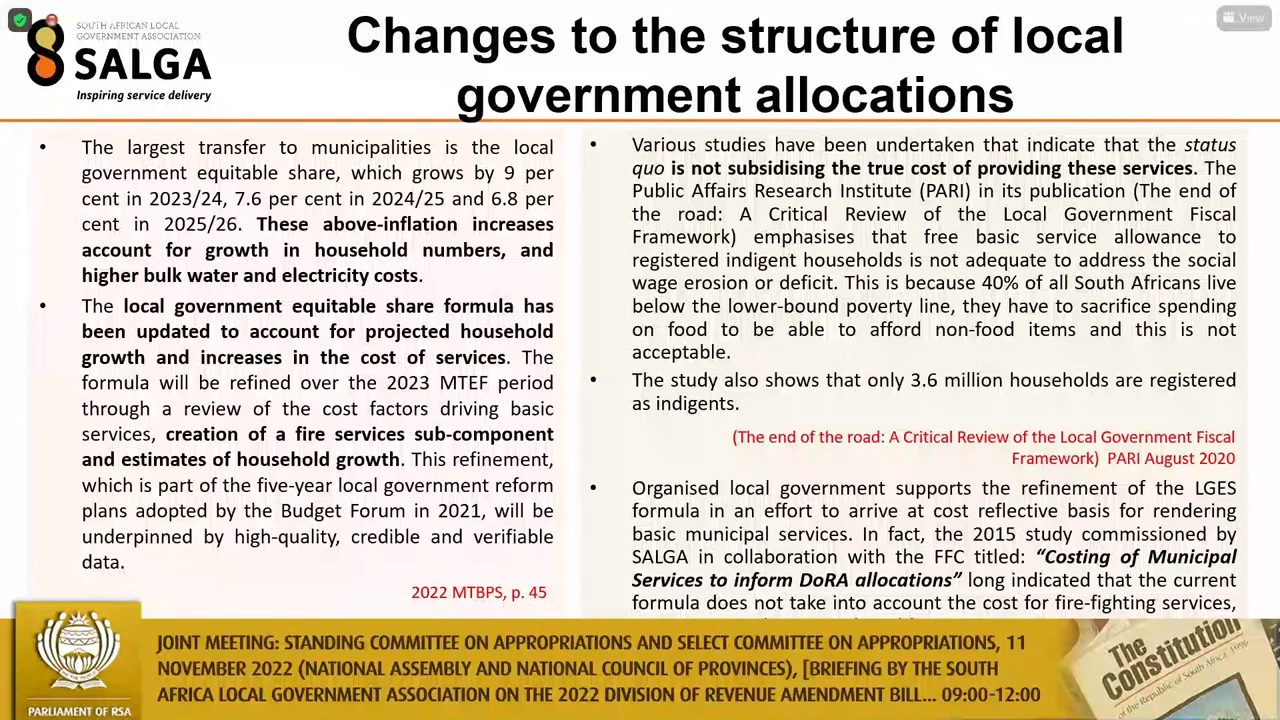 View
SOUTH AFRICAN LOCAL
GOVERNMENT ASSOCIATION
SALGA
Inspiring service delivery
Changes to the structure of local
government allocations
• The largest transfer to municipalities is the local
government equitable share, which grows by 9 per
cent in 2023/24, 7.6 per cent in 2024/25 and 6.8 per
cent in 2025/26. These above-inflation increases
account for growth in household numbers, and
higher bulk water and electricity costs.
• The local government equitable share formula has
been updated to account for projected household
growth and increases in the cost of services. The
formula will be refined over the 2023 MTEF period
through a review of the cost factors driving basic
services, creation of a fire services sub-component
and estimates of household growth. This refinement,
which is part of the five-year local government reform
plans adopted by the Budget Forum in 2021, will be
underpinned by high-quality, credible and verifiable
data.
2022 MTBPS, p. 45
• Various studies have been undertaken that indicate that the status
quo is not subsidising the true cost of providing these services. The
Public Affairs Research Institute (PARI) in its publication (The end of
the road: A Critical Review of the Local Government Fiscal
Framework) emphasises that free basic service allowance to
registered indigent households is not adequate to address the social
wage erosion or deficit. This is because 40% of all South Africans live
below the lower-bound poverty line, they have to sacrifice spending
on food to be able to afford non-food items and this is not
acceptable.
• The study also shows that only 3.6 million households are registered
as indigents.
(The end of the road: A Critical Review of the Local Government Fiscal
Framework) PARI August 2020
• Organised local government supports the refinement of the LGES
formula in an effort to arrive at cost reflective basis for rendering
basic municipal services. In fact, the 2015 study commissioned by
SALGA in collaboration with the FFC titled: “Costing of Municipal
Services to inform DoRA allocations” long indicated that the current
formula does not take into account the cost for fire-fighting services,
PARLIAMENT OF RSA
JOINT MEETING: STANDING COMMITTEE ON APPROPRIATIONS AND SELECT COMMITTEE ON APPROPRIATIONS, 11
NOVEMBER 2022 (NATIONAL ASSEMBLY AND NATIONAL COUNCIL OF PROVINCES), [BRIEFING BY THE SOUTH
AFRICA LOCAL GOVERNMENT ASSOCIATION ON THE 2022 DIVISION OF REVENUE AMENDMENT BILL... 09:00-12:00
The
Constitution
of the Republic of South Africa, 1996